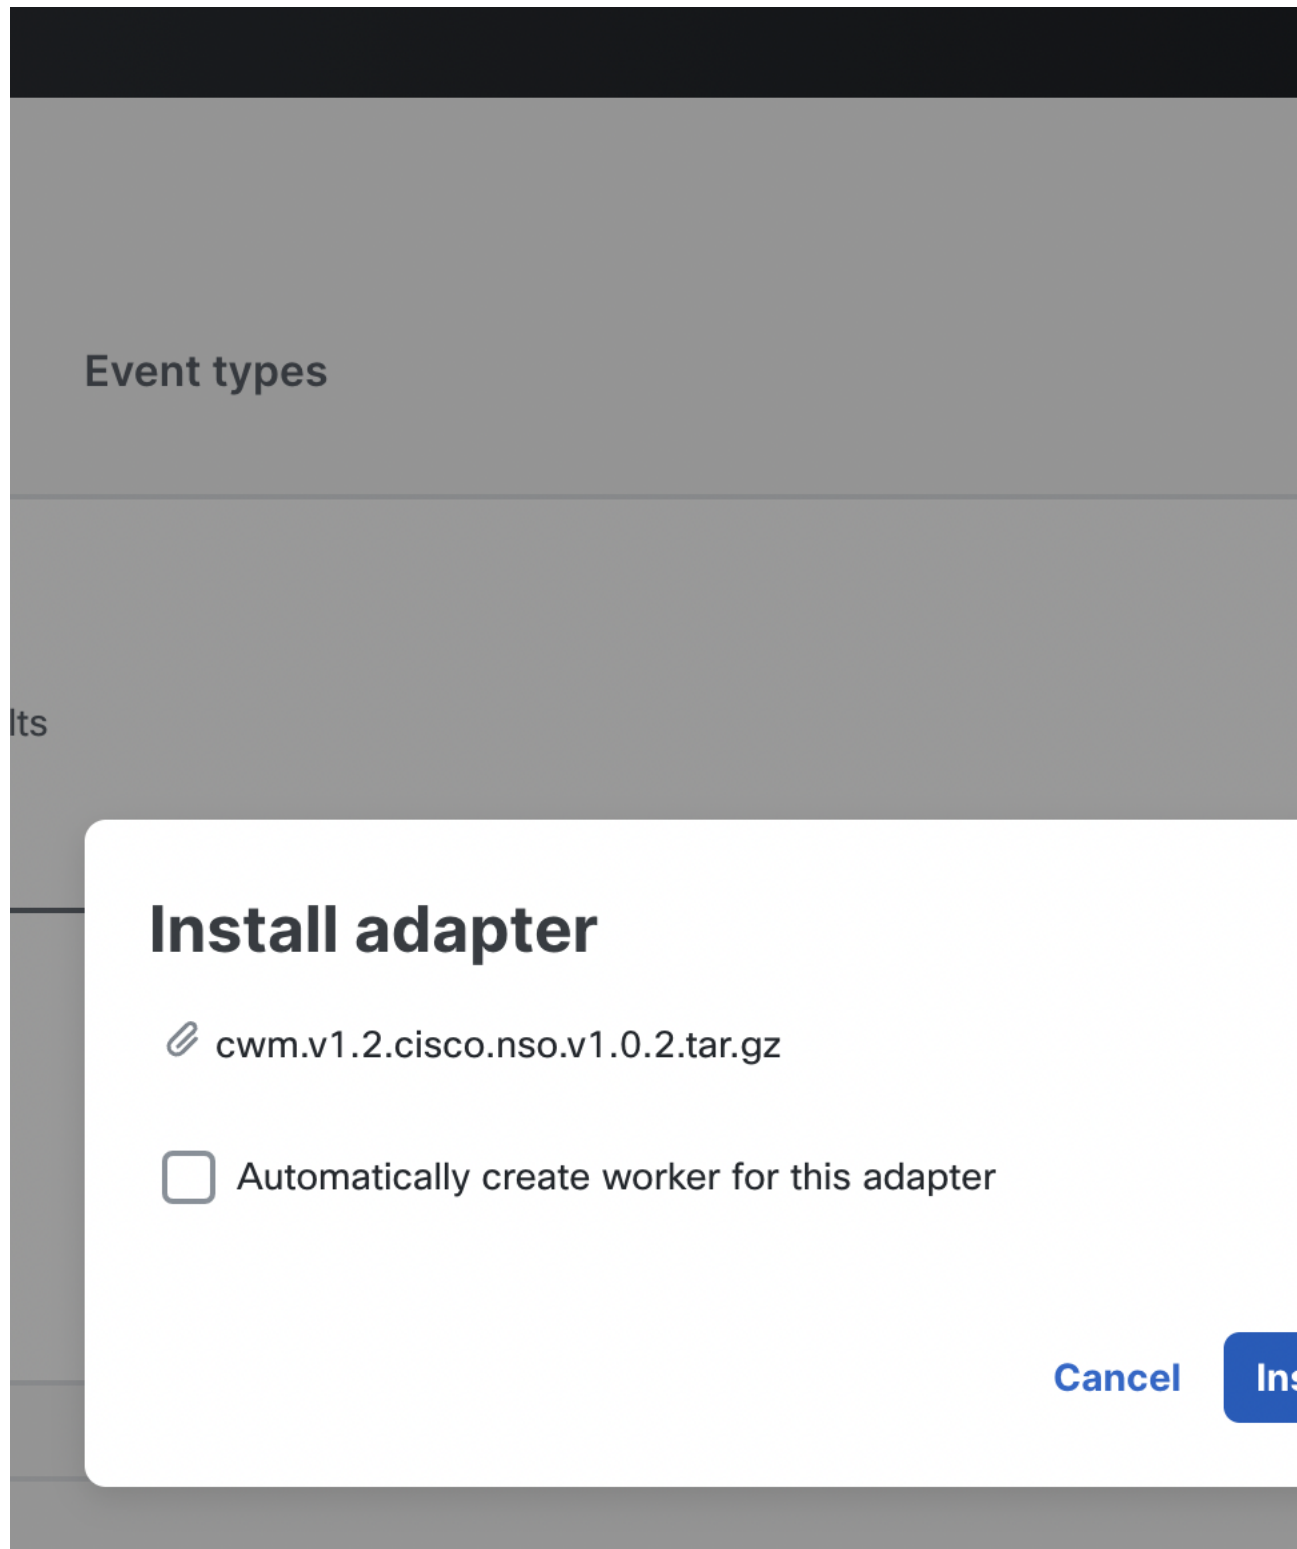 Event types
lts
Install adapter
cwm.v1.2.cisco.nso.v1.0.2.tar.gz
Automatically create worker for this adapter
Cancel
Ins